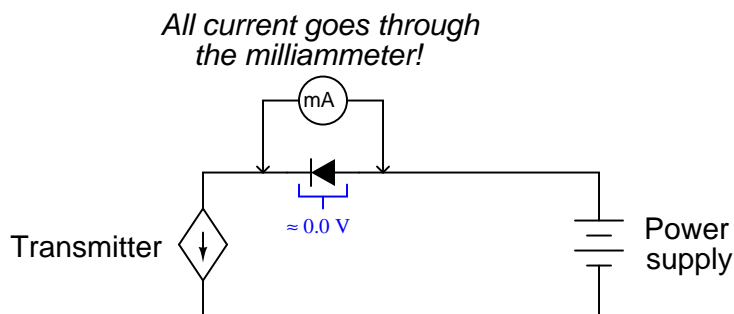 All current goes through
the milliammeter!
mA
≈ 0.0 V
Transmitter
Power
supply